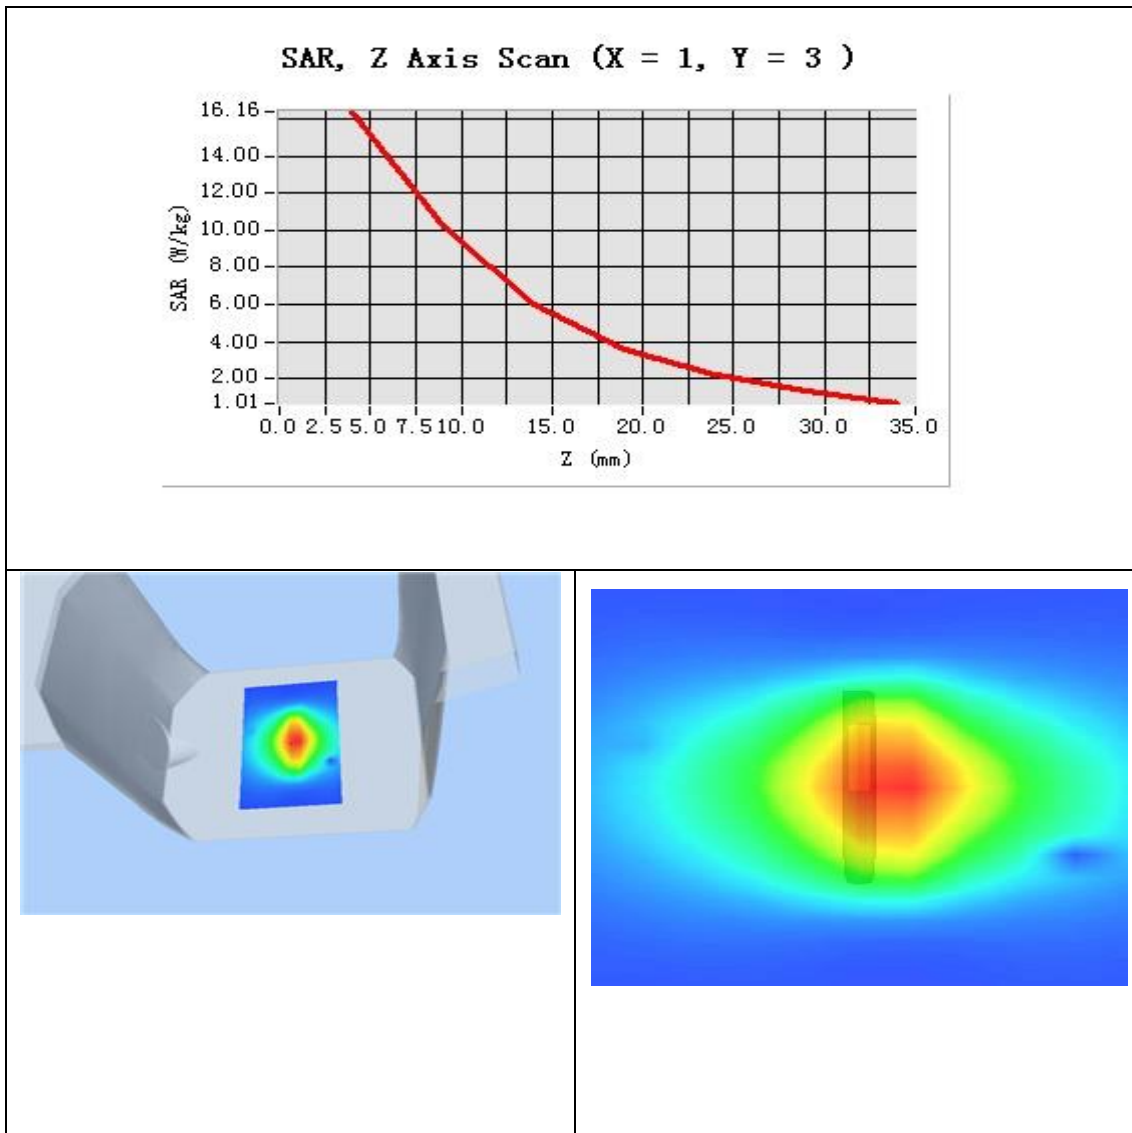 SAR, Z Axis Scan (X = 1, Y = 3 )
16.16
14.00
12.00
10.00
8.00
6.00
4.00
2.00
1.01
SAR (W/kg)
0.0 2.5 5.0 7.5 10.0 15.0 20.0 25.0 30.0 35.0
Z (mm)